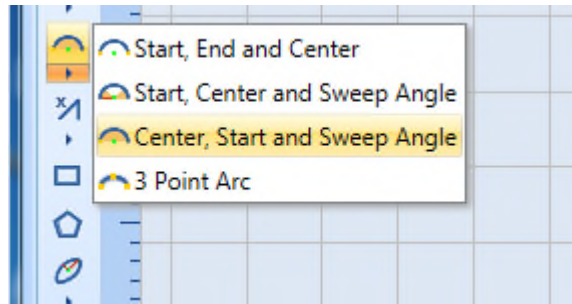 Start, End and Center
Start, Center and Sweep Angle
Center, Start and Sweep Angle
3 Point Arc